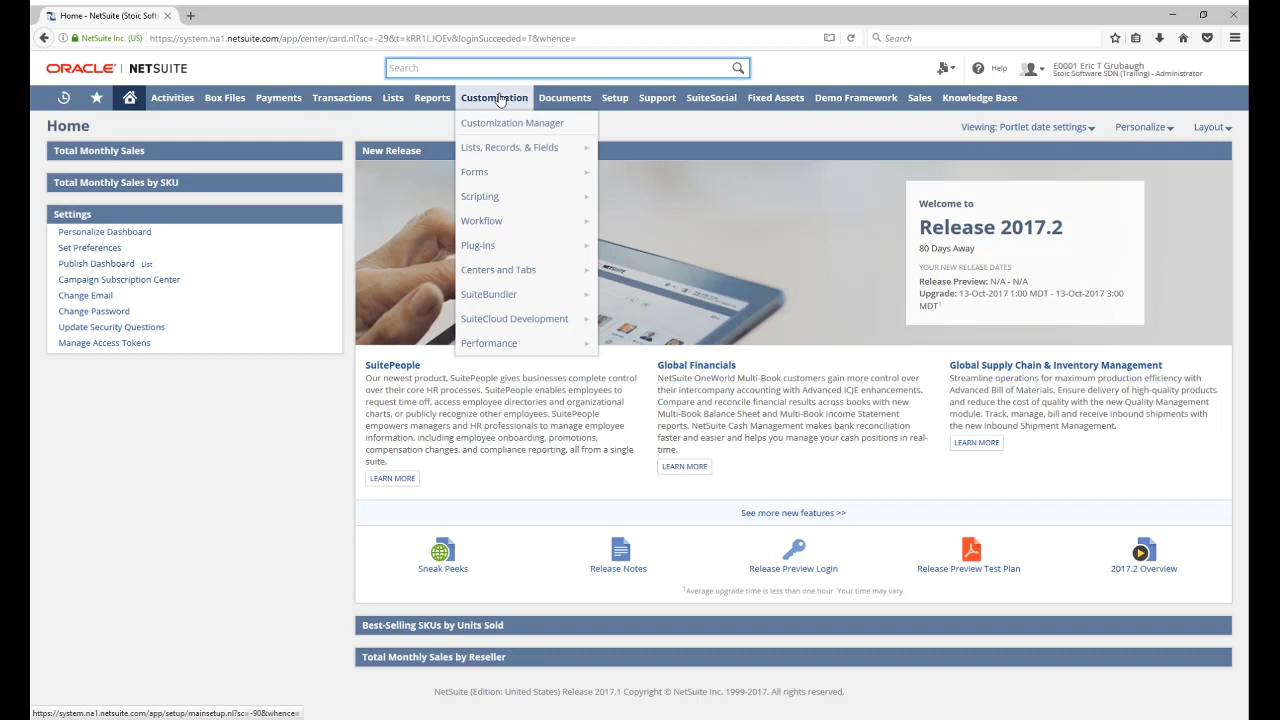 Home - NetSuite (Stoic Soft
NetSuite Inc. (US)
https://system.na1.netsuite.com/app/center/card.nl?sc=-29&t=kRR1LJOEv&loginSucceeded=T&whence=
Search
ORACLE | NETSUITE
Search
Help
E0001 Eric T Grubaugh
Stoic Software SDN (Trailing) - Administrator
Activities
Box Files
Payments
Transactions
Lists
Reports
Customization
Documents
Setup
Support
SuiteSocial
Fixed Assets
Demo Framework
Sales
Knowledge Base
Home
Viewing: Portlet date settings
Personalize
Layout
Customization Manager
Lists, Records, & Fields
Forms
Scripting
Workflow
Plug-ins
Centers and Tabs
SuiteBundler
SuiteCloud Development
Performance
Total Monthly Sales
Total Monthly Sales by SKU
Settings
Personalize Dashboard
Set Preferences
Publish Dashboard List
Campaign Subscription Center
Change Email
Change Password
Update Security Questions
Manage Access Tokens
New Release
Welcome to
Release 2017.2
80 Days Away
YOUR NEW RELEASE DATES
Release Preview: N/A - N/A
Upgrade: 13-Oct-2017 1:00 MDT - 13-Oct-2017 3:00
MDT1
SuitePeople
Our newest product, SuitePeople gives businesses complete control
over their core HR processes. SuitePeople enables employees to
request time off, access employee directories and organizational
charts, or publicly recognize other employees. SuitePeople
empowers managers and HR professionals to manage employee
information, including employee onboarding, promotions,
compensation changes, and compliance reporting, all from a single
suite.
LEARN MORE
Global Financials
NetSuite OneWorld Multi-Book customers gain more control over
their intercompany accounting with Advanced ICJE enhancements.
Compare and reconcile financial results across books with new
Multi-Book Balance Sheet and Multi-Book Income Statement
reports. NetSuite Cash Management makes bank reconciliation
faster and easier and helps you manage your cash positions in real-
time.
LEARN MORE
Global Supply Chain & Inventory Management
Streamline operations for maximum production efficiency with
Advanced Bill of Materials. Ensure delivery of high-quality products
and reduce the cost of quality with the new Quality Management
module. Track, manage, bill and receive inbound shipments with
the new Inbound Shipment Management.
LEARN MORE
See more new features >>
Sneak Peeks
Release Notes
Release Preview Login
Release Preview Test Plan
2017.2 Overview
1Average upgrade time is less than one hour. Your time may vary.
Best-Selling SKUs by Units Sold
Total Monthly Sales by Reseller
NetSuite (Edition: United States) Release 2017.1 Copyright © NetSuite Inc. 1999-2017. All rights reserved.
https://system.na1.netsuite.com/app/setup/mainsetup.nl?sc=-90&whence=